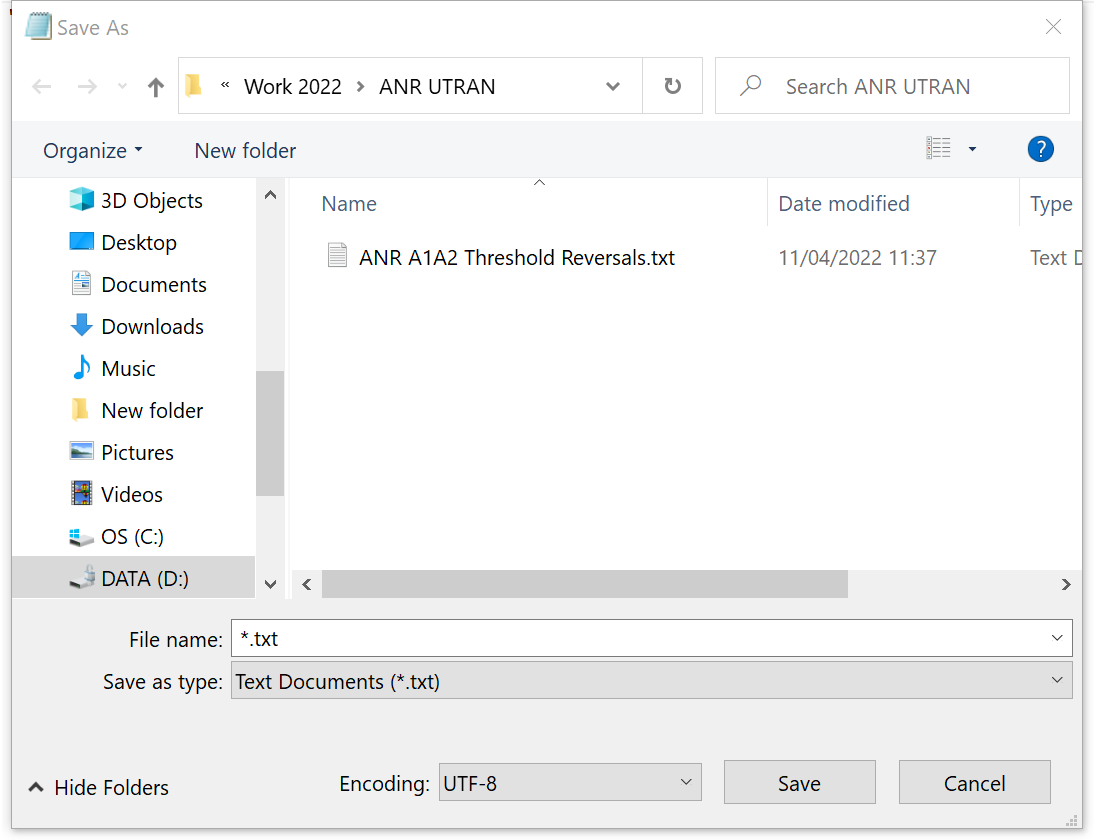 Save As
« Work 2022 > ANR UTRAN
Search ANR UTRAN
Organize
New folder
?
3D Objects
Desktop
Documents
Downloads
Music
New folder
Pictures
Videos
OS (C:)
DATA (D:)
Name Date modified Type
ANR A1A2 Threshold Reversals.txt 11/04/2022 11:37 Text D
File name: *.txt
Save as type: Text Documents (*.txt)
Hide Folders
Encoding: UTF-8
Save
Cancel